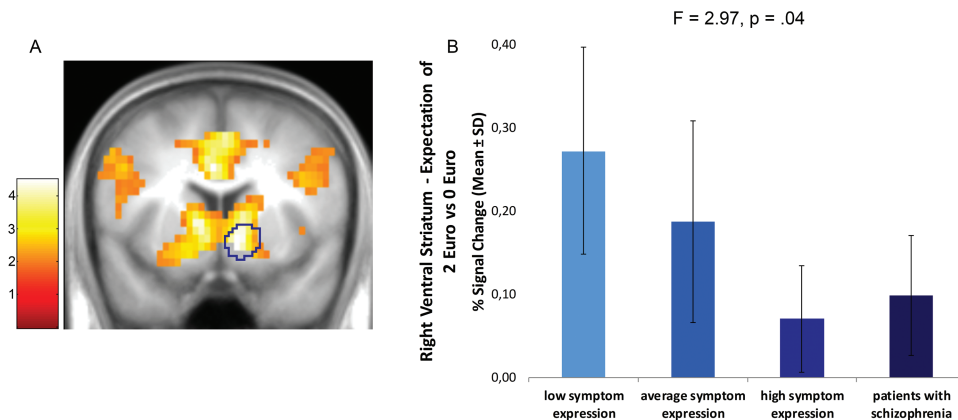 A
4
3
2
1
B
F = 2.97, p = .04
Right Ventral Striatum - Expectation of
2 Euro vs 0 Euro
% Signal Change (Mean ± SD)
0,40
0,30
0,20
0,10
0,00
low symptom
expression
average symptom
expression
high symptom
expression
patients with
schizophrenia